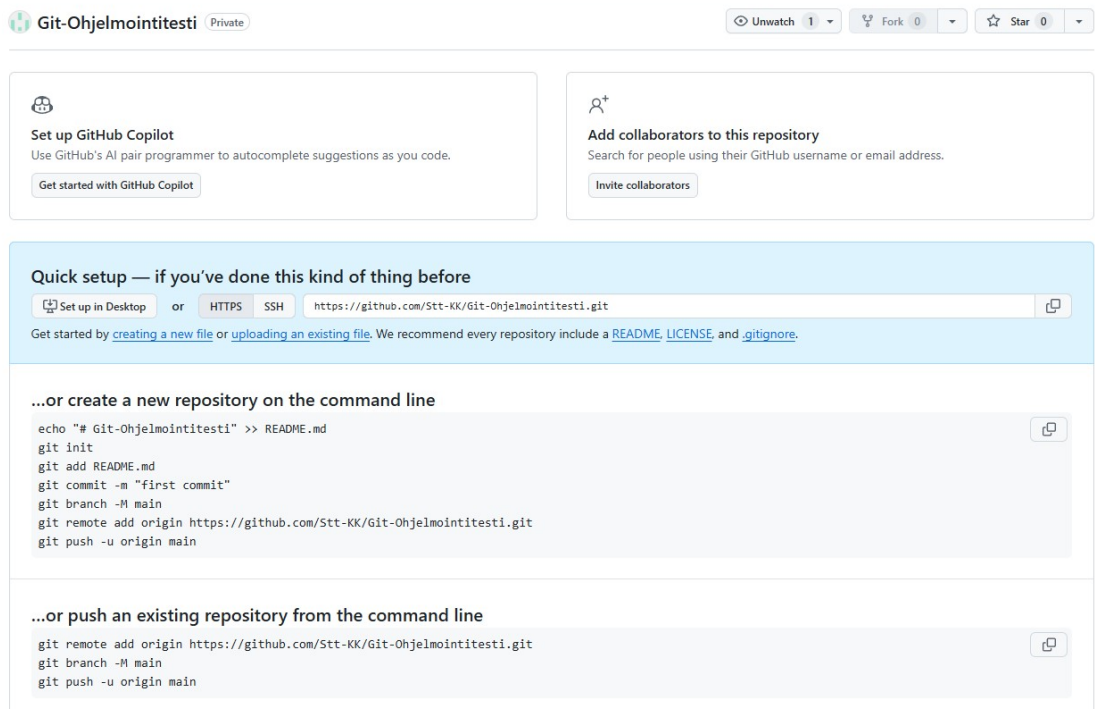 Git-Ohjelmointitesti Private
Unwatch 1
Fork 0
Star 0
Set up GitHub Copilot
Use GitHub's AI pair programmer to autocomplete suggestions as you code.
Get started with GitHub Copilot
Add collaborators to this repository
Search for people using their GitHub username or email address.
Invite collaborators
Quick setup — if you've done this kind of thing before
Set up in Desktop or HTTPS SSH https://github.com/Stt-KK/Git-Ohjelmointitesti.git
Get started by creating a new file or uploading an existing file. We recommend every repository include a README, LICENSE, and .gitignore.
…or create a new repository on the command line
echo "# Git-Ohjelmointitesti" >> README.md
git init
git add README.md
git commit -m "first commit"
git branch -M main
git remote add origin https://github.com/Stt-KK/Git-Ohjelmointitesti.git
git push -u origin main
…or push an existing repository from the command line
git remote add origin https://github.com/Stt-KK/Git-Ohjelmointitesti.git
git branch -M main
git push -u origin main